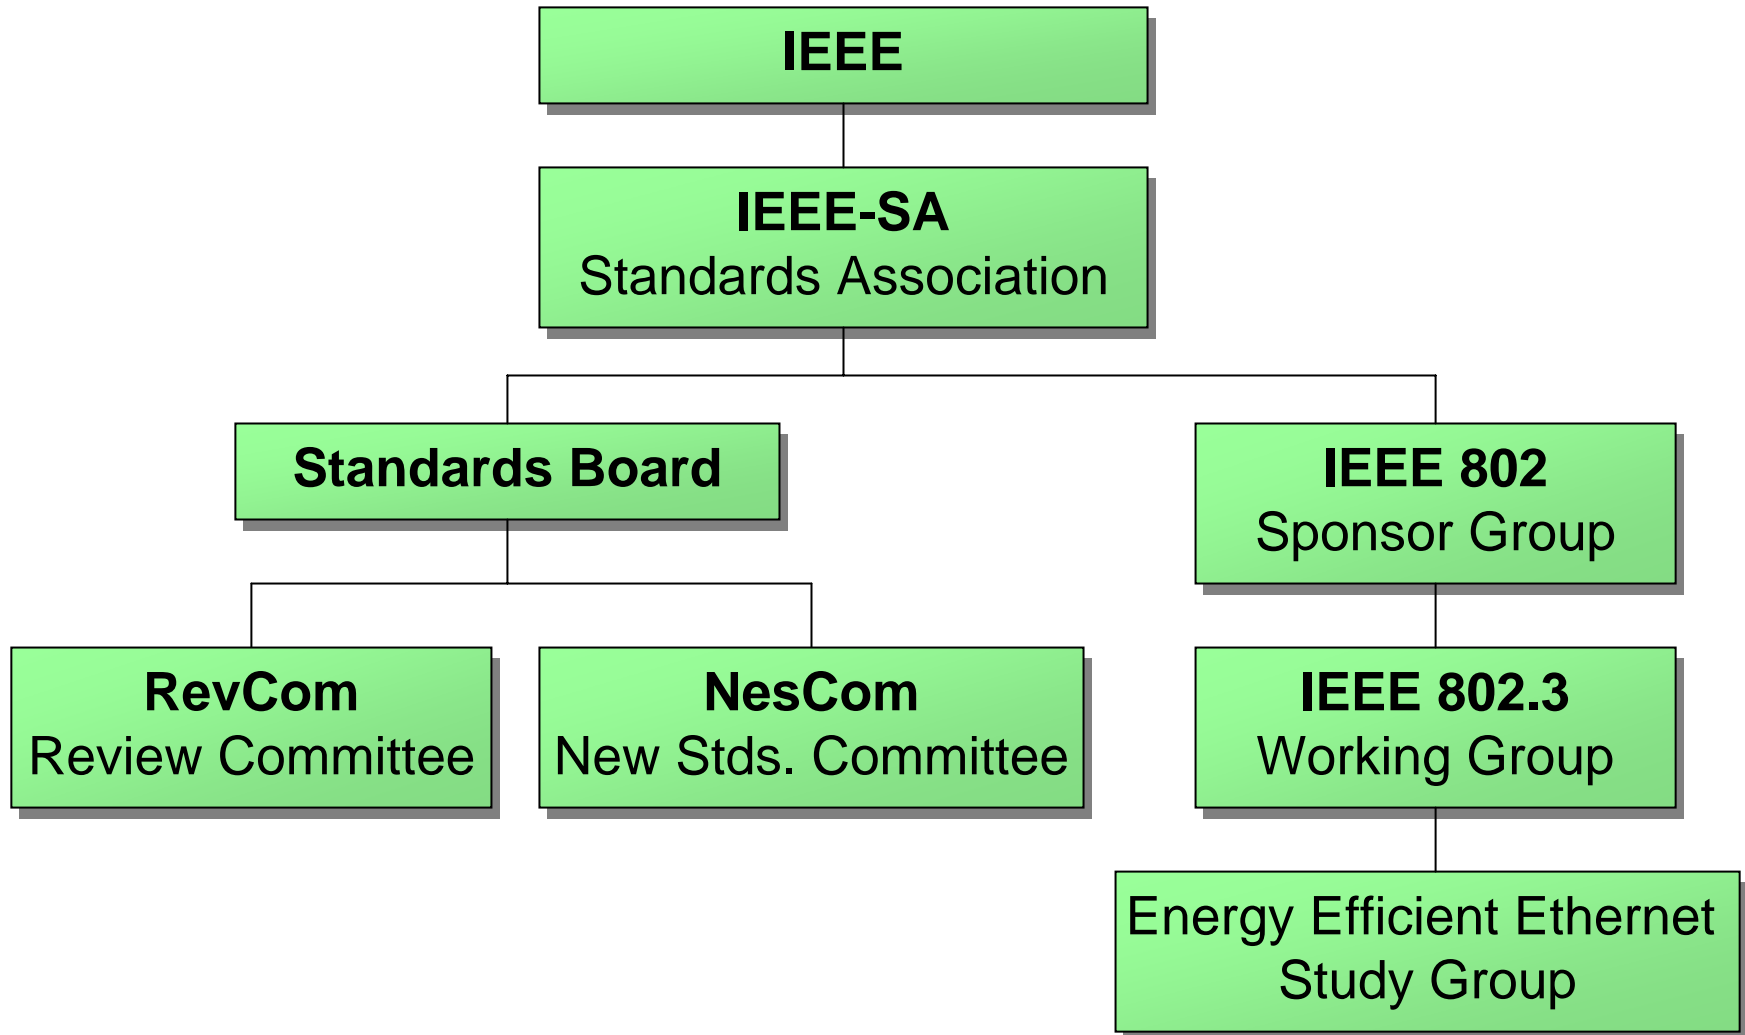 IEEE
IEEE-SA
Standards Association
Standards Board
IEEE 802
Sponsor Group
RevCom
Review Committee
NesCom
New Stds. Committee
IEEE 802.3
Working Group
Energy Efficient Ethernet
Study Group